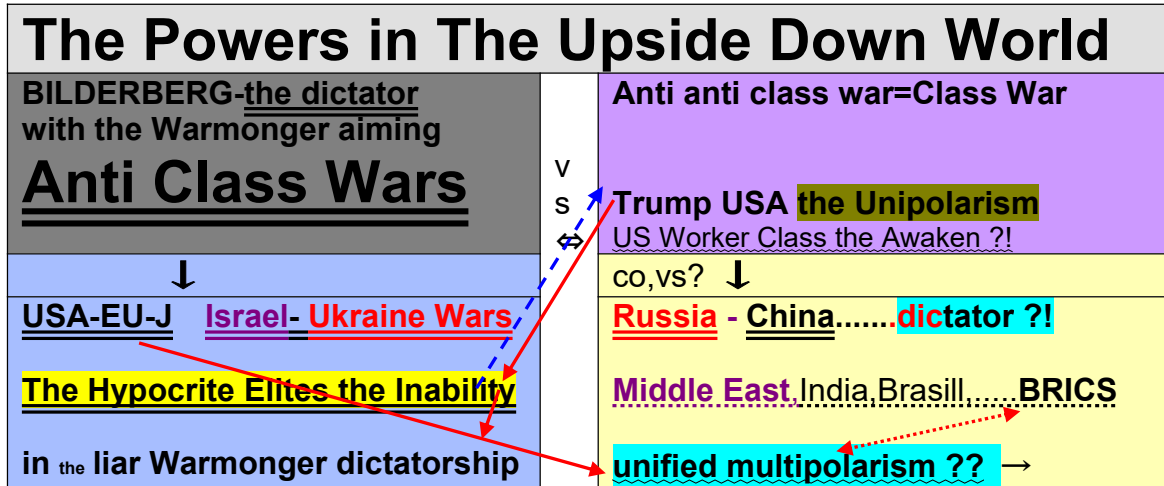 The Powers in The Upside Down World
BILDERBERG-the dictator
with the Warmonger aiming
Anti Class Wars
v
s
⇔
Anti anti class war=Class War
Trump USA the Unipolarism
US Worker Class the Awaken ?!
↓
co,vs? ↓
USA-EU-J Israel- Ukraine Wars
The Hypocrite Elites the Inability
in the liar Warmonger dictatorship
Russia - China.......dictator ?!
Middle East,India,Brasill,.....BRICS
unified multipolarism ?? →